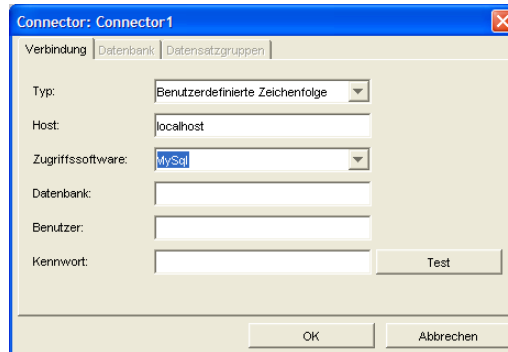 Connector: Connector1
Verbindung Datenbank Datensatzgruppen
Typ: Benutzerdefinierte Zeichenfolge
Host: localhost
Zugriffssoftware: MySql
Datenbank:
Benutzer:
Kennwort: Test
OK Abbrechen